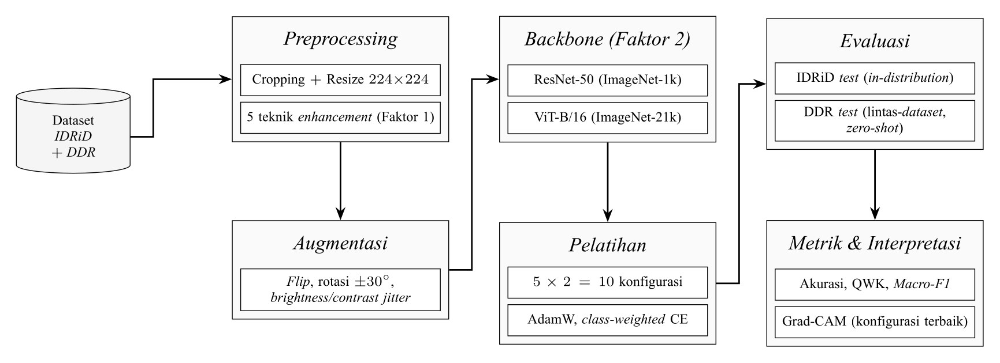 Dataset
IDRiD
+ DDR
Preprocessing
Cropping + Resize 224×224
5 teknik enhancement (Faktor 1)
Augmentasi
Flip, rotasi ±30°,
brightness/contrast jitter
Backbone (Faktor 2)
ResNet-50 (ImageNet-1k)
ViT-B/16 (ImageNet-21k)
Pelatihan
5 × 2 = 10 konfigurasi
AdamW, class-weighted CE
Evaluasi
IDRiD test (in-distribution)
DDR test (lintas-dataset,
zero-shot)
Metrik & Interpretasi
Akurasi, QWK, Macro-F1
Grad-CAM (konfigurasi terbaik)